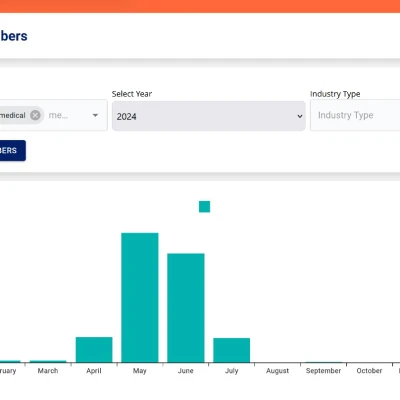 bers
Select Year
Industry Type
medical
me...
2024
Industry Type
BERS
ruary
March
April
May
June
July
August
September
October